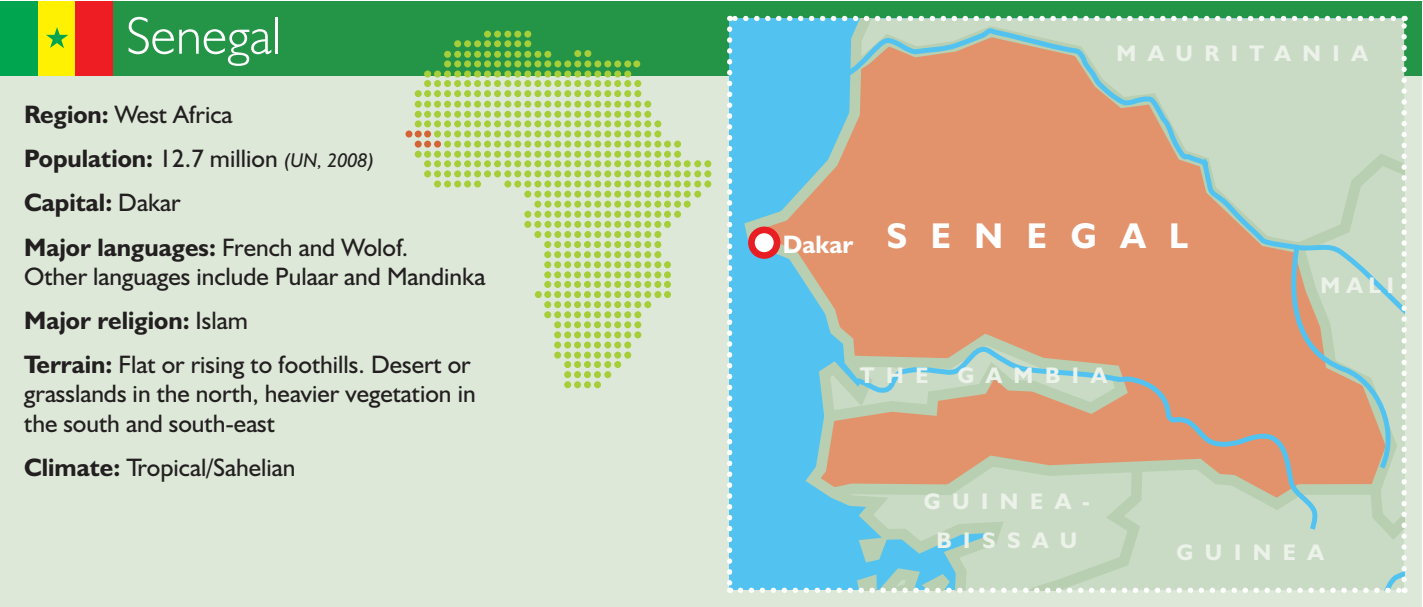 Senegal
Region: West Africa
Population: 12.7 million (UN, 2008)
Capital: Dakar
Major languages: French and Wolof.
Other languages include Pulaar and Mandinka
Major religion: Islam
Terrain: Flat or rising to foothills. Desert or
grasslands in the north, heavier vegetation in
the south and south-east
Climate: Tropical/Sahelian
MAURITANIA
SENEGAL
Dakar
MALI
THE GAMBIA
GUINEA-
BISSAU
GUINEA